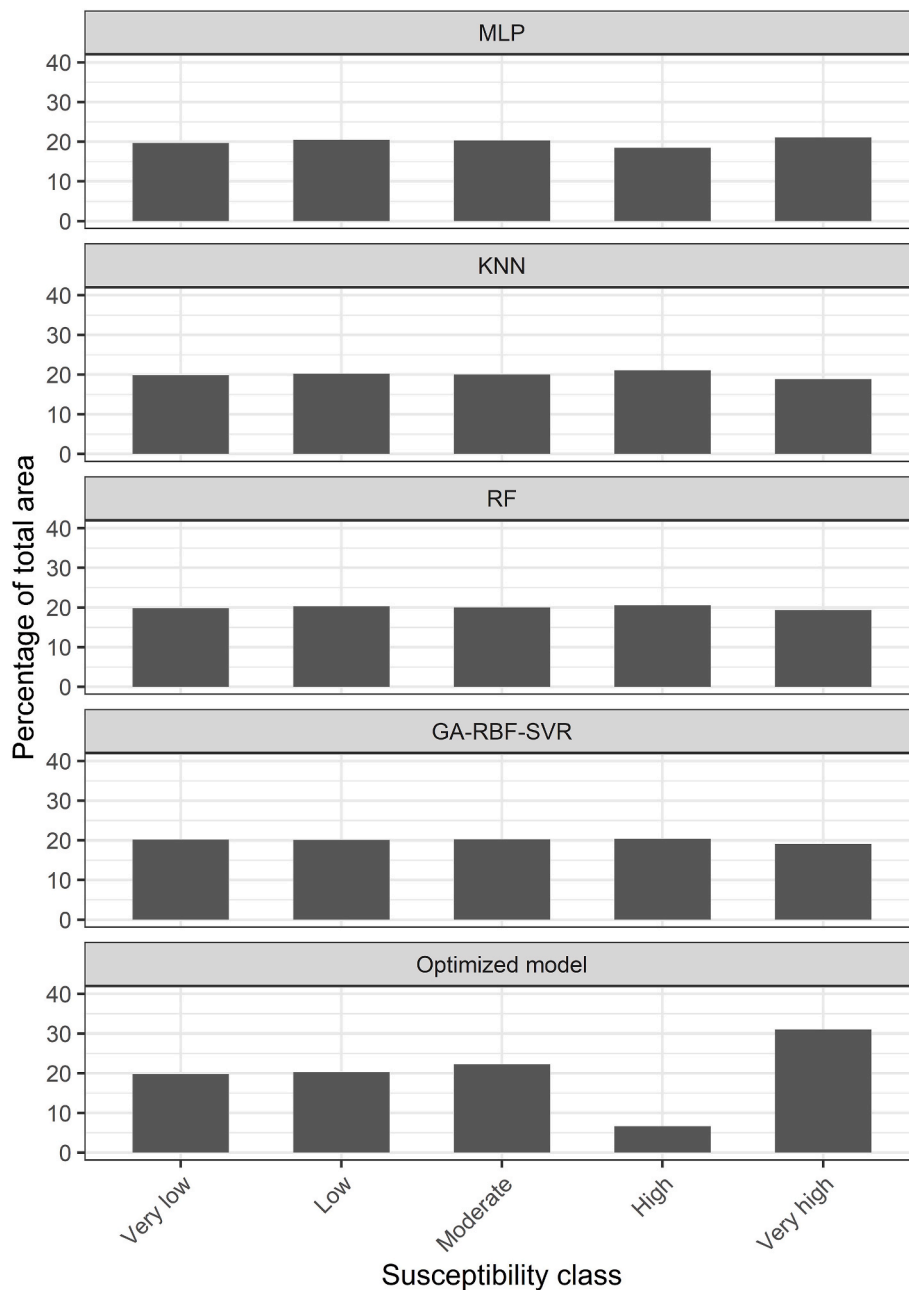 MLP
40
30
20
10
0
KNN
40
30
20
10
0
RF
40
30
20
10
0
GA-RBF-SVR
40
30
20
10
0
Optimized model
40
30
20
10
0
Percentage of total area
Very low
Low
Moderate
High
Very high
Susceptibility class